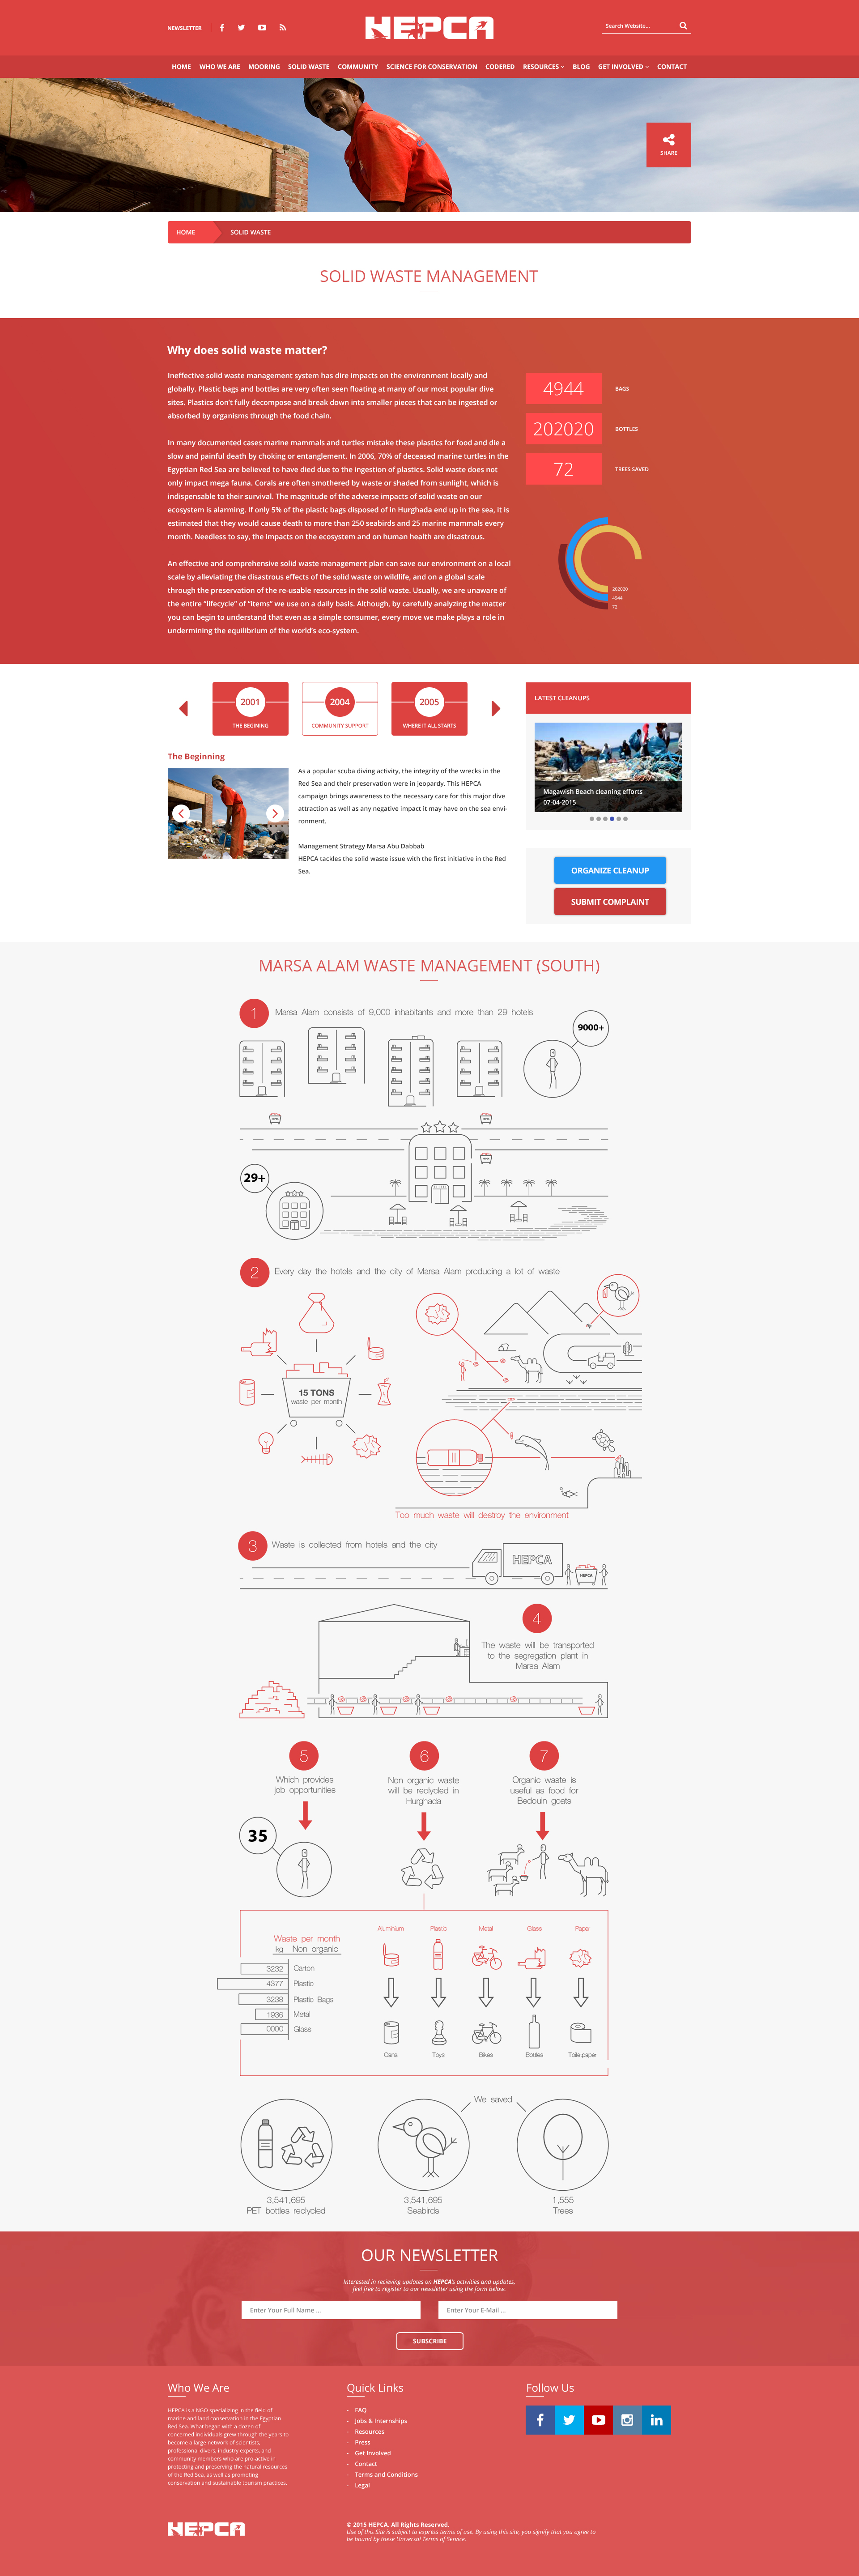 NEWSLETTER
HEPCA
Search Website...
HOME WHO WE ARE MOORING SOLID WASTE COMMUNITY SCIENCE FOR CONSERVATION CODERED RESOURCES BLOG GET INVOLVED CONTACT
SHARE
HOME SOLID WASTE
SOLID WASTE MANAGEMENT
Why does solid waste matter?
Ineffective solid waste management system has dire impacts on the environment locally and
globally. Plastic bags and bottles are very often seen floating at many of our most popular dive
sites. Plastics don't fully decompose and break down into smaller pieces that can be ingested or
absorbed by organisms through the food chain.
In many documented cases marine mammals and turtles mistake these plastics for food and die a
slow and painful death by choking or entanglement. In 2006, 70% of deceased marine turtles in the
Egyptian Red Sea are believed to have died due to the ingestion of plastics. Solid waste does not
only impact mega fauna. Corals are often smothered by waste or shaded from sunlight, which is
indispensable to their survival. The magnitude of the adverse impacts of solid waste on our
ecosystem is alarming. If only 5% of the plastic bags disposed of in Hurghada end up in the sea, it is
estimated that they would cause death to more than 250 seabirds and 25 marine mammals every
month. Needless to say, the impacts on the ecosystem and on human health are disastrous.
An effective and comprehensive solid waste management plan can save our environment on a local
scale by alleviating the disastrous effects of the solid waste on wildlife, and on a global scale
through the preservation of the re-usable resources in the solid waste. Usually, we are unaware of
the entire "lifecycle" of "items" we use on a daily basis. Although, by carefully analyzing the matter
you can begin to understand that even as a simple consumer, every move we make plays a role in
undermining the equilibrium of the world's eco-system.
4944 BAGS
202020 BOTTLES
72 TREES SAVED
202020
4944
72
2001
THE BEGINING
2004
COMMUNITY SUPPORT
2005
WHERE IT ALL STARTS
The Beginning
As a popular scuba diving activity, the integrity of the wrecks in the
Red Sea and their preservation were in jeopardy. This HEPCA
campaign brings awareness to the necessary care for this major dive
attraction as well as any negative impact it may have on the sea envi-
ronment.
Management Strategy Marsa Abu Dabbab
HEPCA tackles the solid waste issue with the first initiative in the Red
Sea.
LATEST CLEANUPS
Magawish Beach cleaning efforts
07-04-2015
ORGANIZE CLEANUP
SUBMIT COMPLAINT
MARSA ALAM WASTE MANAGEMENT (SOUTH)
1 Marsa Alam consists of 9,000 inhabitants and more than 29 hotels
9000+
29+
2 Every day the hotels and the city of Marsa Alam producing a lot of waste
15 TONS
waste per month
Too much waste will destroy the environment
3 Waste is collected from hotels and the city
HEPCA
HEPCA
4
The waste will be transported
to the segregation plant in
Marsa Alam
5
Which provides
job opportunities
35
6
Non organic waste
will be reclycled in
Hurghada
7
Organic waste is
useful as food for
Bedouin goats
Waste per month
kg Non organic
3232 Carton
4377 Plastic
3238 Plastic Bags
1936 Metal
0000 Glass
Aluminium Plastic Metal Glass Paper
Cans Toys Bikes Bottles Toiletpaper
We saved
3,541,695
PET bottles reclycled
3,541,695
Seabirds
1,555
Trees
OUR NEWSLETTER
Interested in recieving updates on HEPCA's activities and updates,
feel free to register to our newsletter using the form below.
Enter Your Full Name ...
Enter Your E-Mail ...
SUBSCRIBE
Who We Are
HEPCA is a NGO specializing in the field of
marine and land conservation in the Egyptian
Red Sea. What began with a dozen of
concerned individuals grew through the years to
become a large network of scientists,
professional divers, industry experts, and
community members who are pro-active in
protecting and preserving the natural resources
of the Red Sea, as well as promoting
conservation and sustainable tourism practices.
Quick Links
- FAQ
- Jobs & Internships
- Resources
- Press
- Get Involved
- Contact
- Terms and Conditions
- Legal
Follow Us
HEPCA
© 2015 HEPCA. All Rights Reserved.
Use of this Site is subject to express terms of use. By using this site, you signify that you agree to
be bound by these Universal Terms of Service.